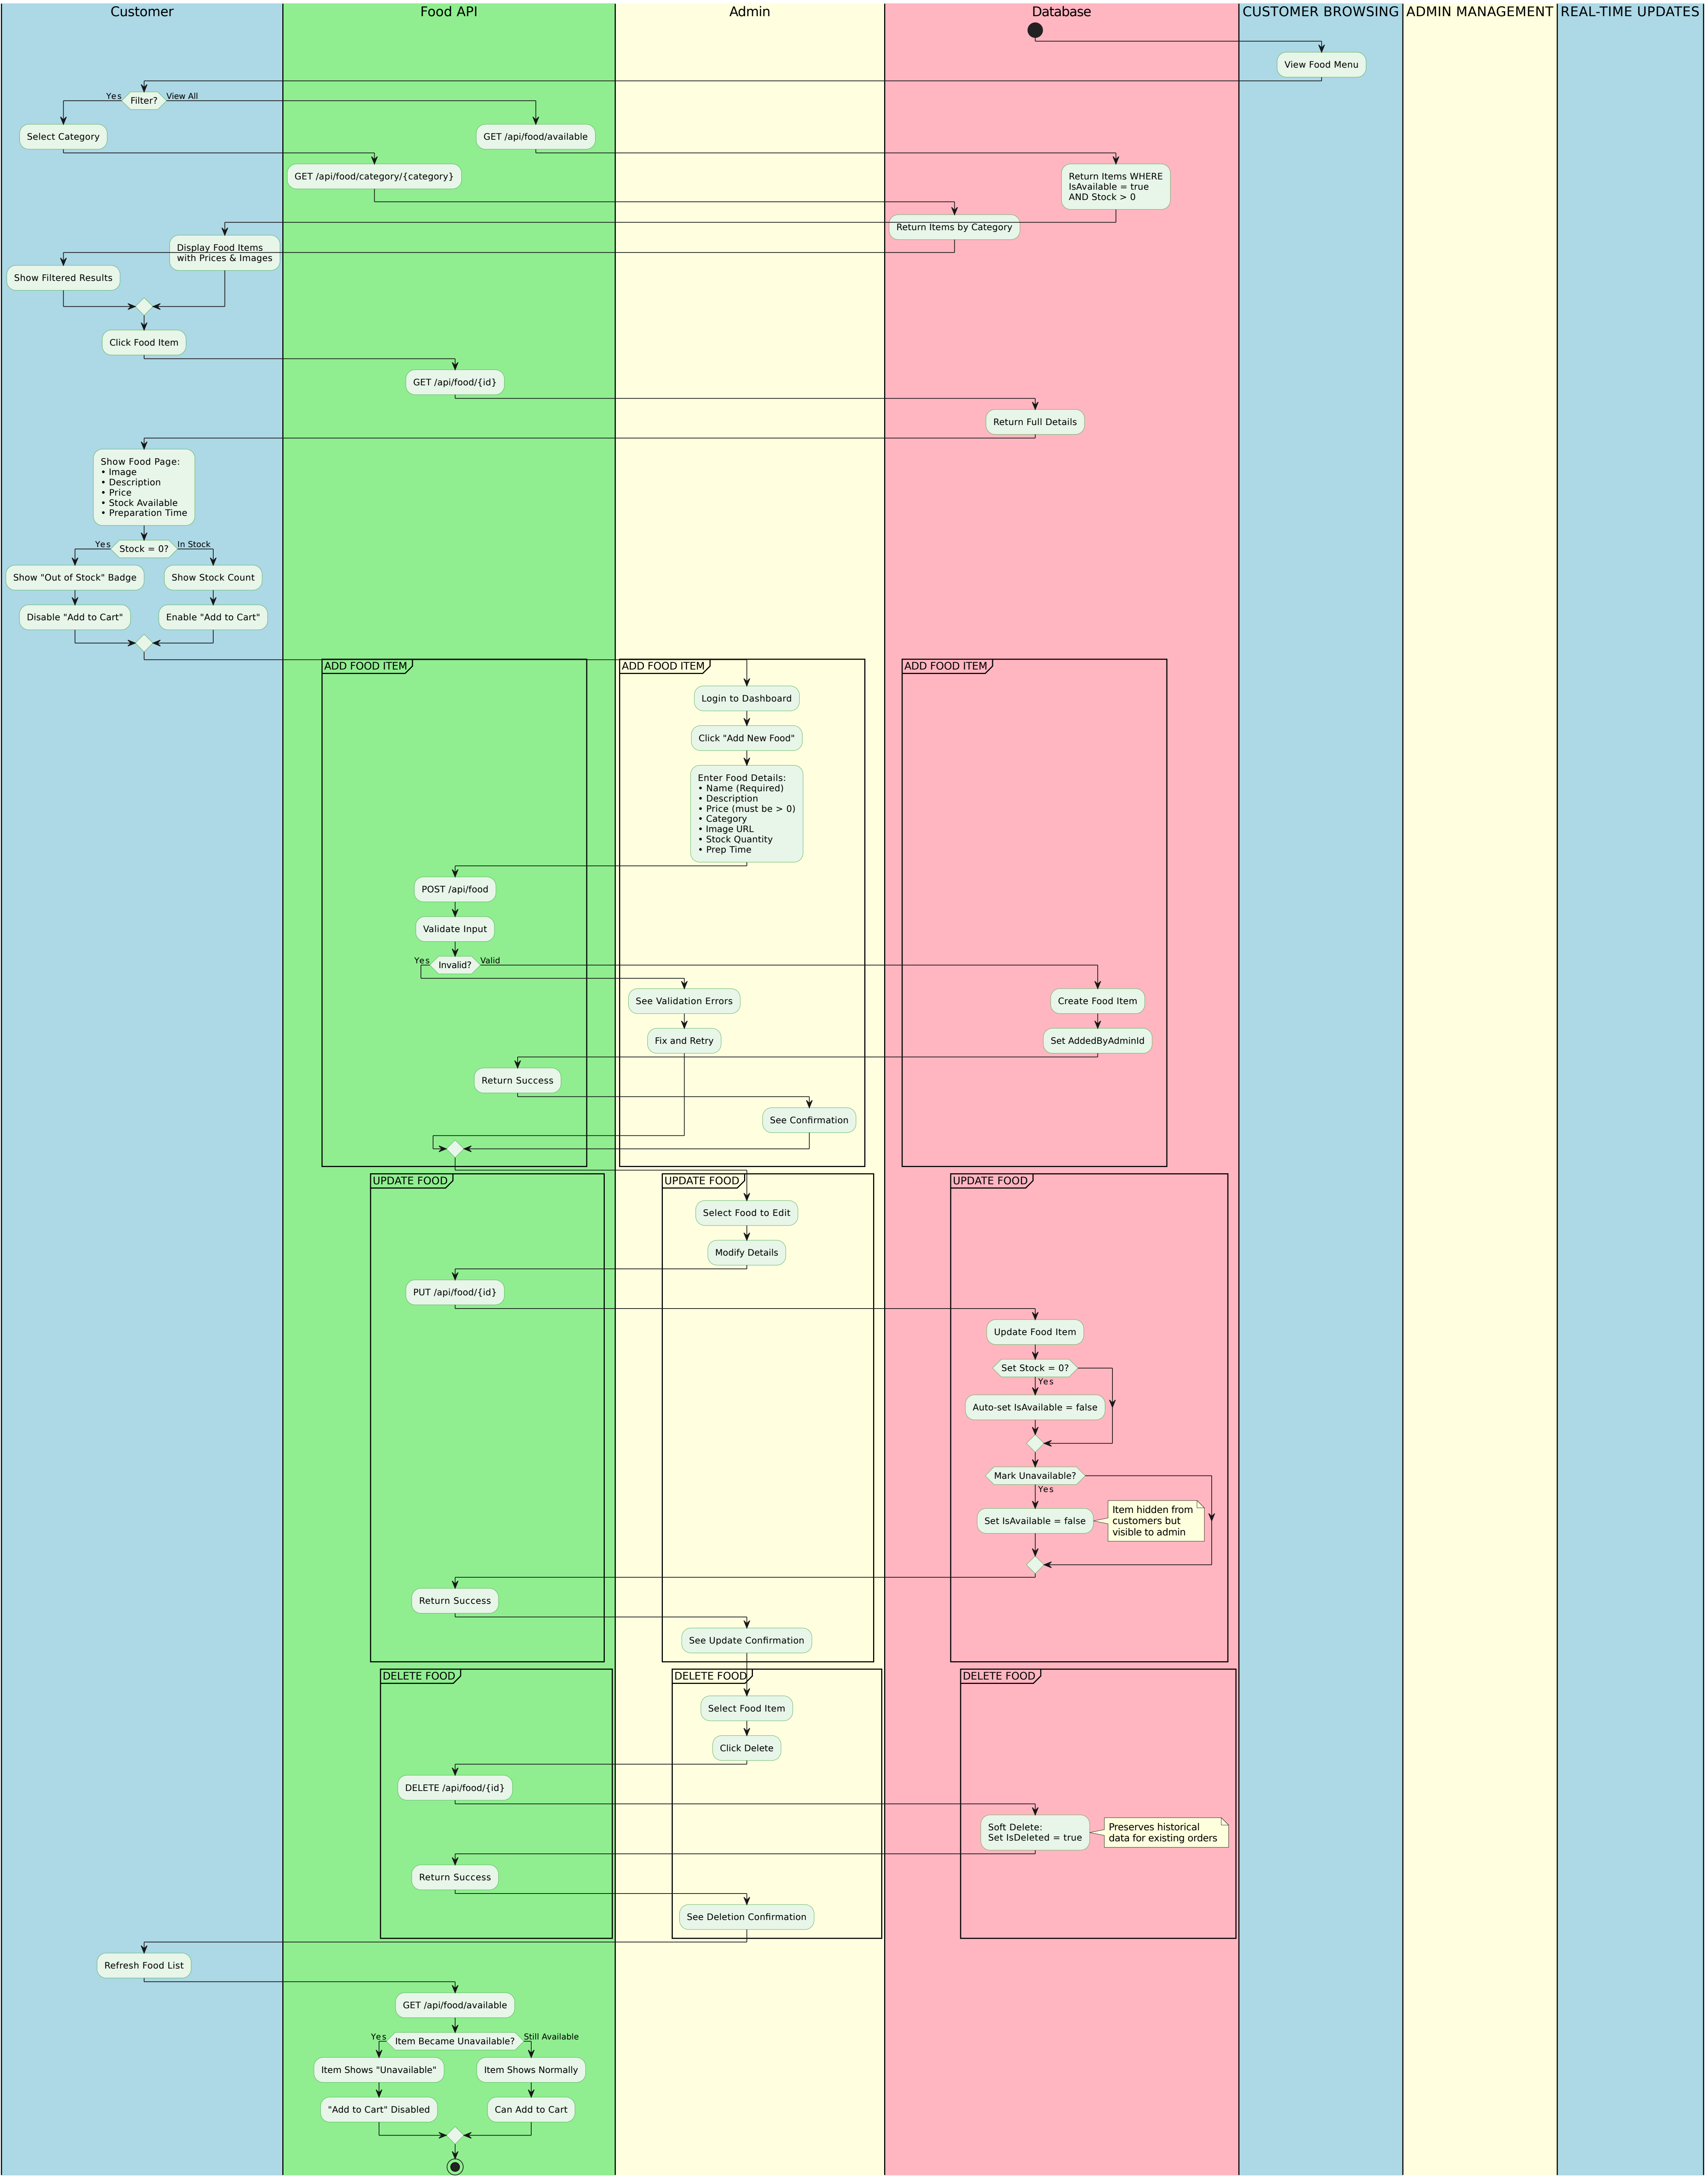 Customer
Food API
Admin
Database
CUSTOMER BROWSING
ADMIN MANAGEMENT
REAL-TIME UPDATES
View Food Menu
Yes
Filter?
View All
Select Category
GET /api/food/available
GET /api/food/category/{category}
Return Items WHERE
IsAvailable = true
AND Stock > 0
Return Items by Category
Display Food Items
with Prices & Images
Show Filtered Results
Click Food Item
GET /api/food/{id}
Return Full Details
Show Food Page:
• Image
• Description
• Price
• Stock Available
• Preparation Time
Yes
Stock = 0?
In Stock
Show "Out of Stock" Badge
Show Stock Count
Disable "Add to Cart"
Enable "Add to Cart"
ADD FOOD ITEM
ADD FOOD ITEM
ADD FOOD ITEM
Login to Dashboard
Click "Add New Food"
Enter Food Details:
• Name (Required)
• Description
• Price (must be > 0)
• Category
• Image URL
• Stock Quantity
• Prep Time
POST /api/food
Validate Input
Yes
Invalid?
Valid
See Validation Errors
Create Food Item
Fix and Retry
Set AddedByAdminId
Return Success
See Confirmation
UPDATE FOOD
UPDATE FOOD
UPDATE FOOD
Select Food to Edit
Modify Details
PUT /api/food/{id}
Update Food Item
Set Stock = 0?
Yes
Auto-set IsAvailable = false
Mark Unavailable?
Yes
Set IsAvailable = false
Item hidden from
customers but
visible to admin
Return Success
See Update Confirmation
DELETE FOOD
DELETE FOOD
DELETE FOOD
Select Food Item
Click Delete
DELETE /api/food/{id}
Soft Delete:
Set IsDeleted = true
Preserves historical
data for existing orders
Return Success
See Deletion Confirmation
Refresh Food List
GET /api/food/available
Yes
Item Became Unavailable?
Still Available
Item Shows "Unavailable"
Item Shows Normally
"Add to Cart" Disabled
Can Add to Cart